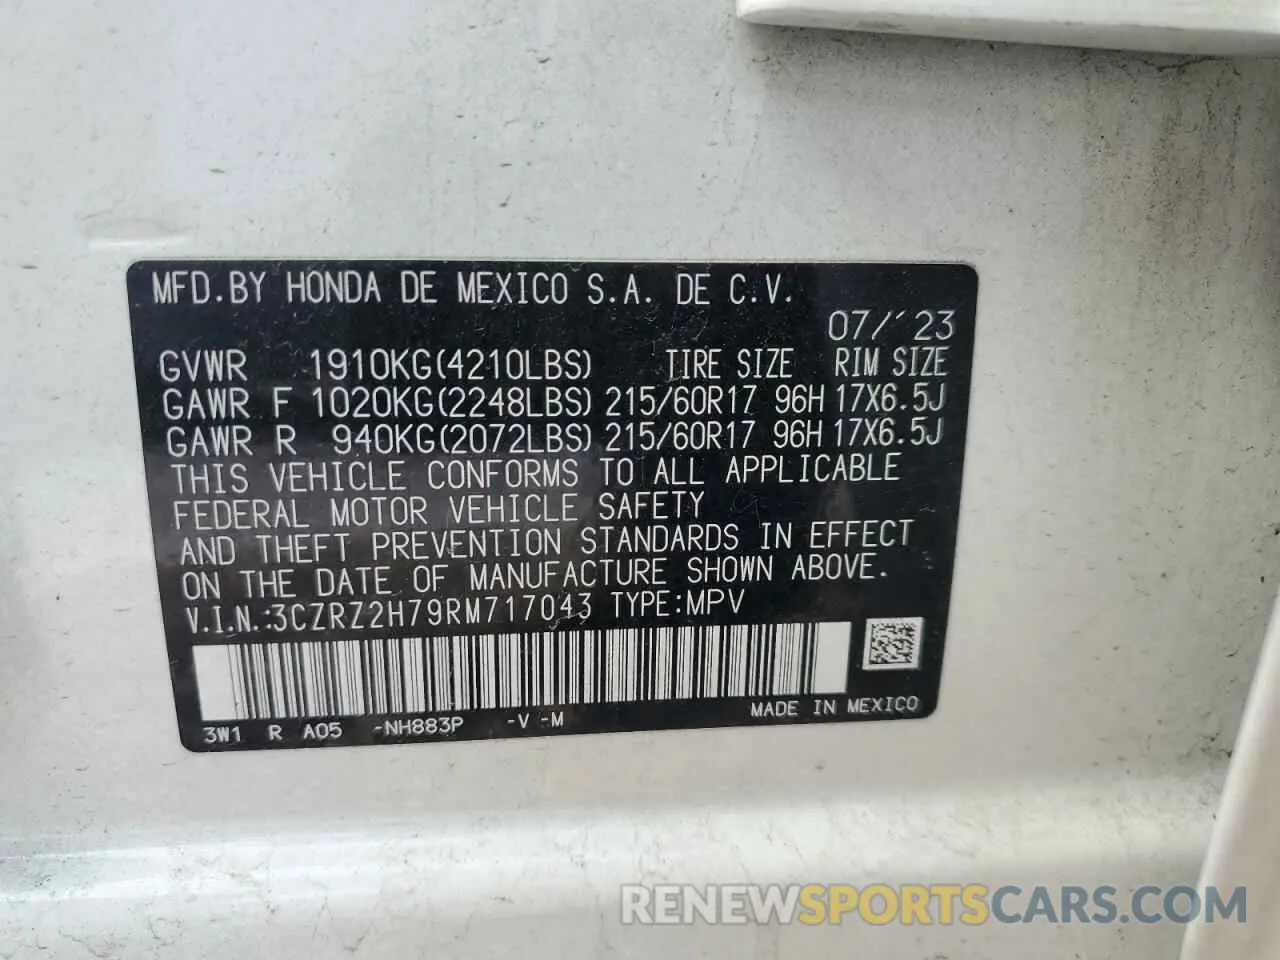 MFD.BY HONDA DE MEXICO S.A. DE C.V.
07/'23
GVWR 1910KG(4210LBS) TIRE SIZE RIM SIZE
GAWR F 1020KG(2248LBS) 215/60R17 96H 17X6.5J
GAWR R 940KG(2072LBS) 215/60R17 96H 17X6.5J
THIS VEHICLE CONFORMS TO ALL APPLICABLE
FEDERAL MOTOR VEHICLE SAFETY
AND THEFT PREVENTION STANDARDS IN EFFECT
ON THE DATE OF MANUFACTURE SHOWN ABOVE.
V.I.N.:3CZRZ2H79RM717043 TYPE:MPV
3W1 R A05 -NH883P -V -M MADE IN MEXICO
RENEWSPORTSCARS.COM